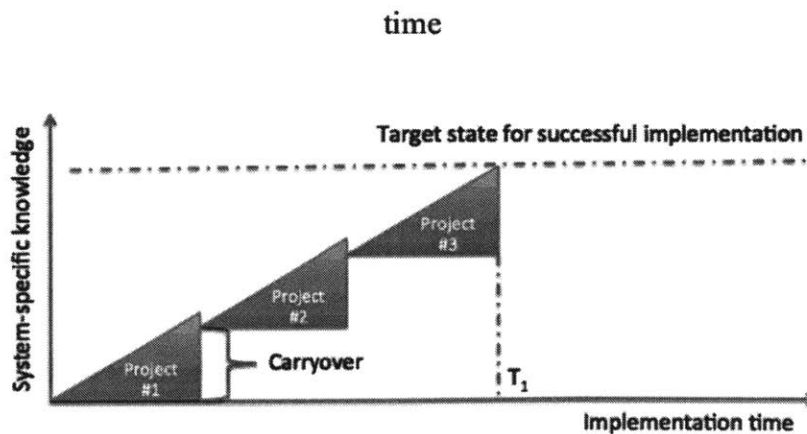 time
Target state for successful implementation
System-specific knowledge
Project
#3
Project
#2
Project
#1
Carryover
T1
Implementation time